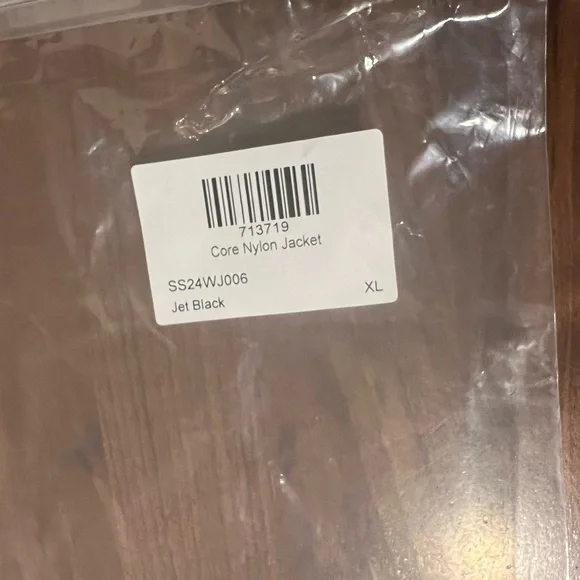 713719
Core Nylon Jacket
SS24WJ006
Jet Black XL